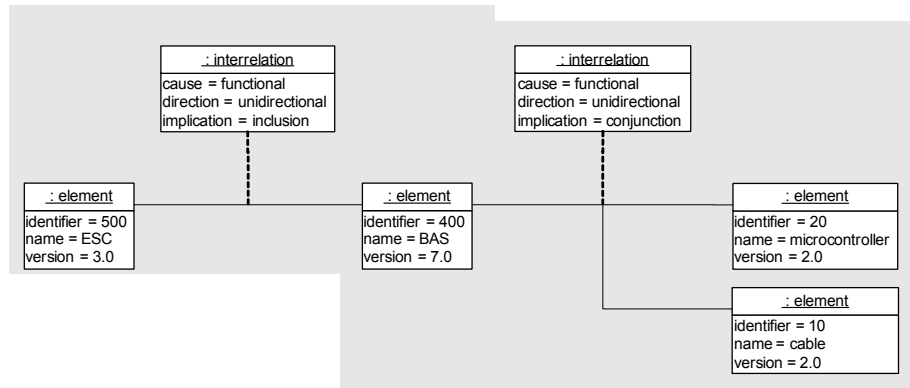 : interrelation
cause = functional
direction = unidirectional
implication = inclusion
: interrelation
cause = functional
direction = unidirectional
implication = conjunction
: element
identifier = 500
name = ESC
version = 3.0
: element
identifier = 400
name = BAS
version = 7.0
: element
identifier = 20
name = microcontroller
version = 2.0
: element
identifier = 10
name = cable
version = 2.0